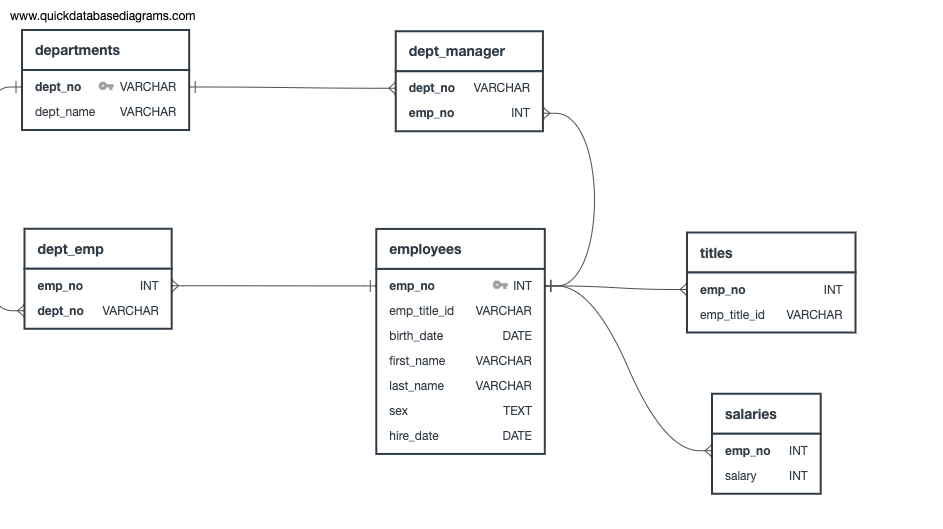 www.quickdatabasediagrams.com
departments
dept_no VARCHAR
dept_name VARCHAR
dept_manager
dept_no VARCHAR
emp_no INT
dept_emp
emp_no INT
dept_no VARCHAR
employees
emp_no INT
emp_title_id VARCHAR
birth_date DATE
first_name VARCHAR
last_name VARCHAR
sex TEXT
hire_date DATE
titles
emp_no INT
emp_title_id VARCHAR
salaries
emp_no INT
salary INT